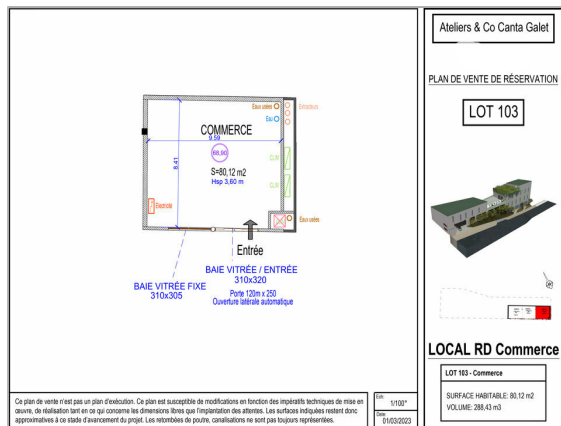 Ateliers & Co Canta Galet
PLAN DE VENTE DE RÉSERVATION
LOT 103
Eaux usées
Extracteurs
Eau
COMMERCE
9.59
68,90
8.41
S=80,12 m2
Hsp 3,60 m
CLIM
CLIM
Electricité
Eaux usées
Entrée
BAIE VITRÉE / ENTRÉE
310x320
BAIE VITRÉE FIXE
310x305
Porte 120m x 250
Ouverture latérale automatique
LOCAL RD Commerce
LOT 103 - Commerce
SURFACE HABITABLE: 80,12 m2
VOLUME: 288,43 m3
Ce plan de vente n'est pas un plan d'exécution. Ce plan est susceptible de modifications en fonction des impératifs techniques de mise en
œuvre, de réalisation tant en ce qui concerne les dimensions libres que l'implantation des attentes. Les surfaces indiquées restent donc
approximatives à ce stade d'avancement du projet. Les retombées de poutre, canalisations ne sont pas toujours représentées.
Ech:
1/100°
Date:
01/03/2023